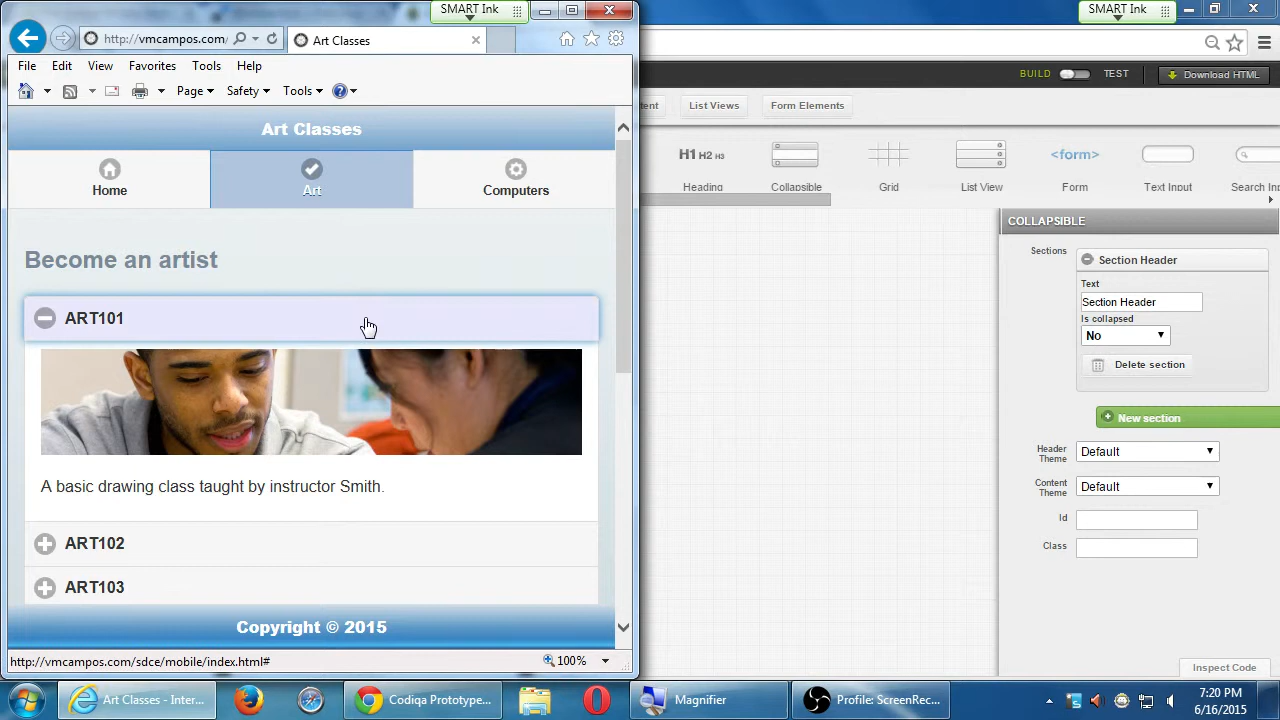 SMART Ink
http://vmcampos.com/
Art Classes
File Edit View Favorites Tools Help
Page Safety Tools
Art Classes
Home
Art
Computers
Become an artist
ART101
A basic drawing class taught by instructor Smith.
ART102
ART103
Copyright © 2015
http://vmcampos.com/sdce/mobile/index.html#
100%
SMART Ink
BUILD TEST Download HTML
List Views Form Elements
H1 H2 H3
<form>
Heading Collapsible Grid List View Form Text Input Search Inp
COLLAPSIBLE
Sections
Section Header
Text
Section Header
Is collapsed
No
Delete section
New section
Header Theme Default
Content Theme Default
Id
Class
Inspect Code
Art Classes - Inter...
Codiqa Prototype...
Magnifier
Profile: ScreenRec...
7:20 PM
6/16/2015